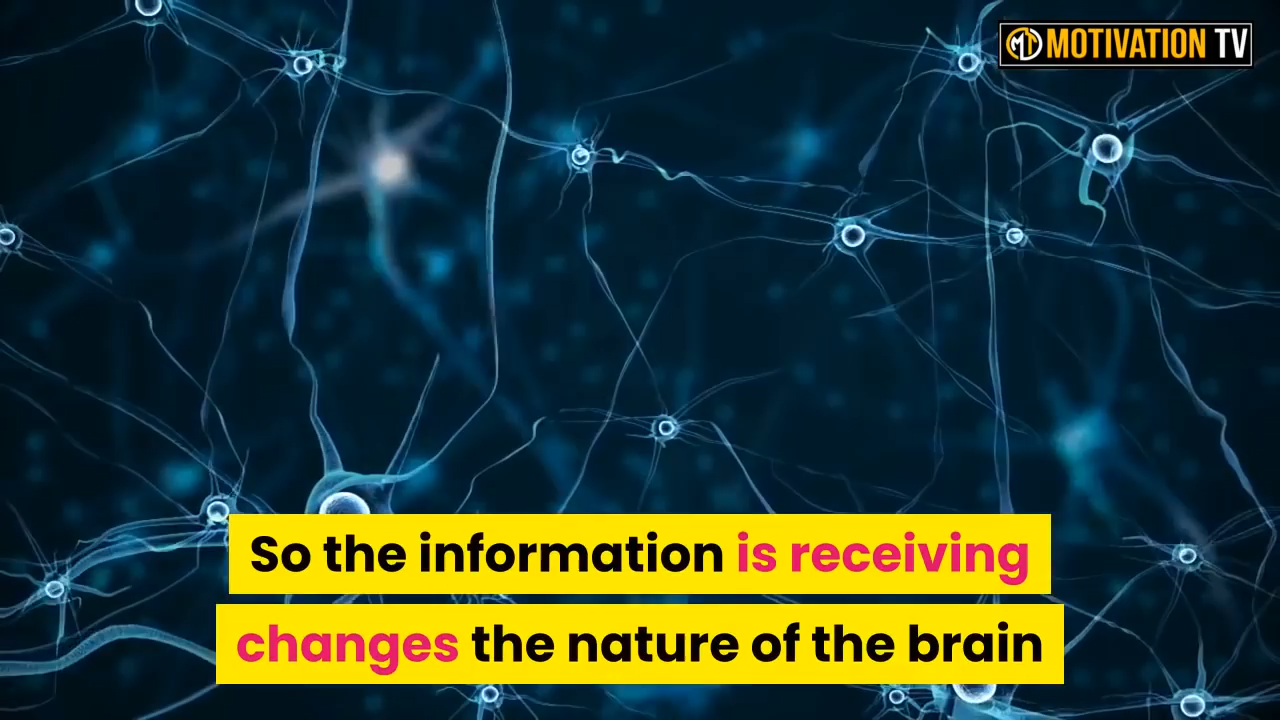 MOTIVATION TV
So the information is receiving
changes the nature of the brain